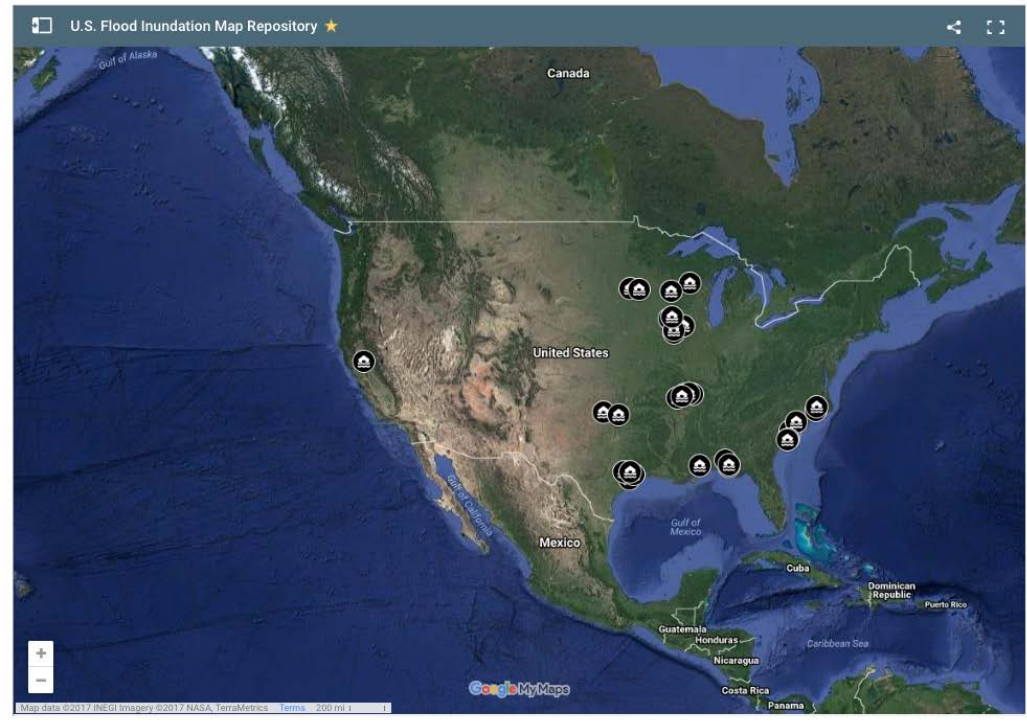 U.S. Flood Inundation Map Repository
Gulf of Alaska
Canada
United States
Gulf of California
Gulf of
Mexico
Mexico
Cuba
Dominican
Republic
Puerto Rico
Guatemala
Honduras
Caribbean Sea
Nicaragua
+
−
Google My Maps
Costa Rica
Panama
Map data ©2017 INEGI Imagery ©2017 NASA, TerraMetrics Terms 200 mi